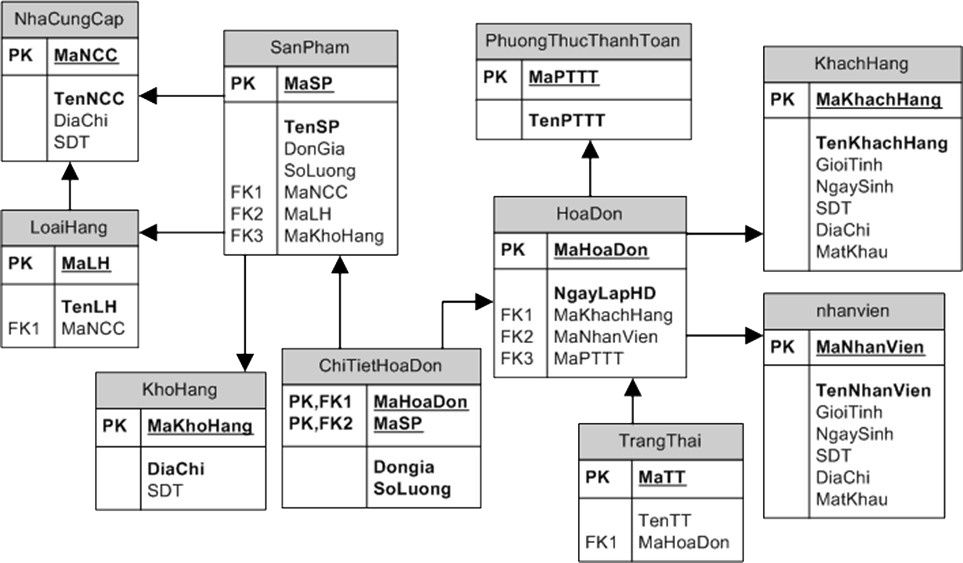 NhaCungCap
PK MaNCC
TenNCC
DiaChi
SDT
SanPham
PK MaSP
TenSP
DonGia
SoLuong
FK1 MaNCC
FK2 MaLH
FK3 MaKhoHang
PhuongThucThanhToan
PK MaPTTT
TenPTTT
KhachHang
PK MaKhachHang
TenKhachHang
GioiTinh
NgaySinh
SDT
DiaChi
MatKhau
LoaiHang
PK MaLH
TenLH
FK1 MaNCC
HoaDon
PK MaHoaDon
NgayLapHD
FK1 MaKhachHang
FK2 MaNhanVien
FK3 MaPTTT
nhanvien
PK MaNhanVien
TenNhanVien
GioiTinh
NgaySinh
SDT
DiaChi
MatKhau
KhoHang
PK MaKhoHang
DiaChi
SDT
ChiTietHoaDon
PK,FK1 MaHoaDon
PK,FK2 MaSP
Dongia
SoLuong
TrangThai
PK MaTT
TenTT
FK1 MaHoaDon